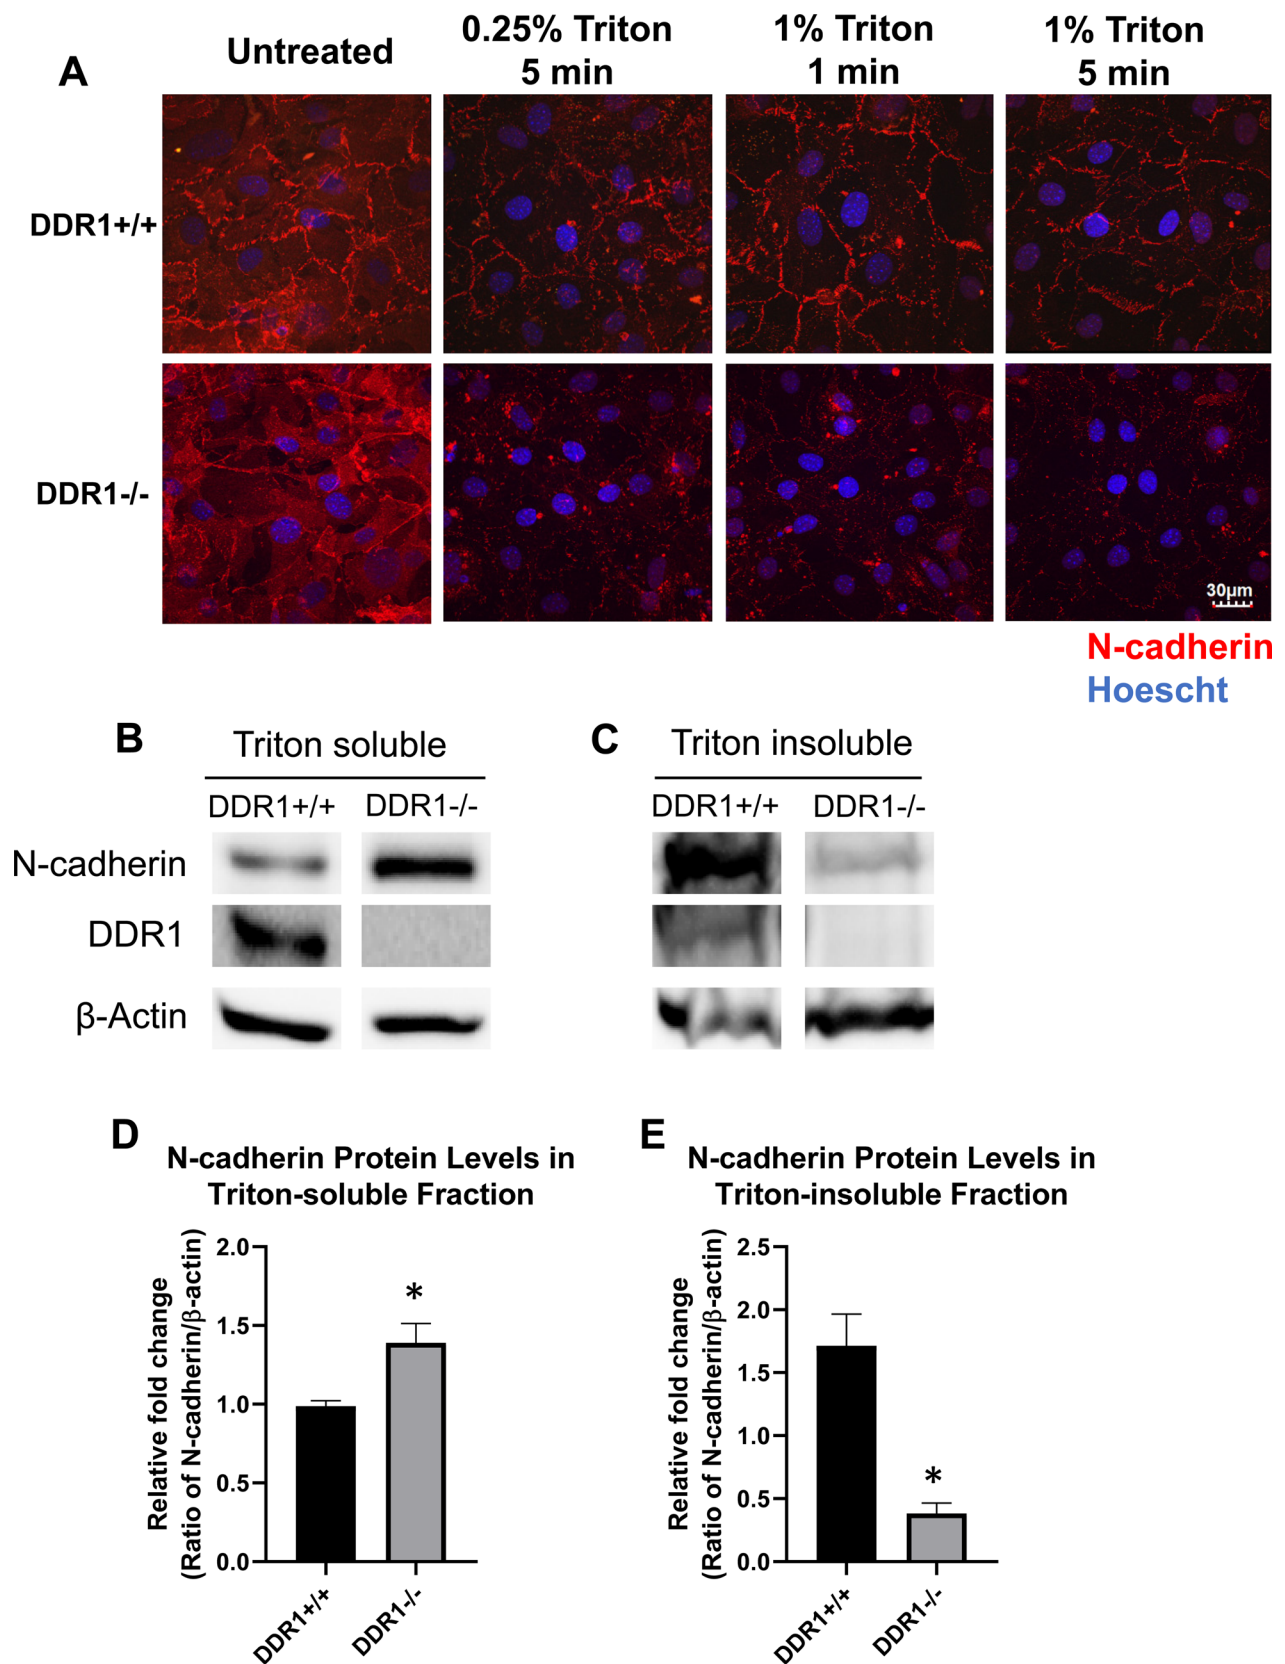 A
Untreated
0.25% Triton
5 min
1% Triton
1 min
1% Triton
5 min
DDR1+/+
DDR1-/-
30µm
N-cadherin
Hoescht
B
Triton soluble
DDR1+/+
DDR1-/-
C
Triton insoluble
DDR1+/+
DDR1-/-
N-cadherin
DDR1
β-Actin
D
N-cadherin Protein Levels in
Triton-soluble Fraction
Relative fold change
(Ratio of N-cadherin/β-actin)
2.0
1.5
1.0
0.5
0.0
*
DDR1+/+
DDR1-/-
E
N-cadherin Protein Levels in
Triton-insoluble Fraction
Relative fold change
(Ratio of N-cadherin/β-actin)
2.5
2.0
1.5
1.0
0.5
0.0
*
DDR1+/+
DDR1-/-